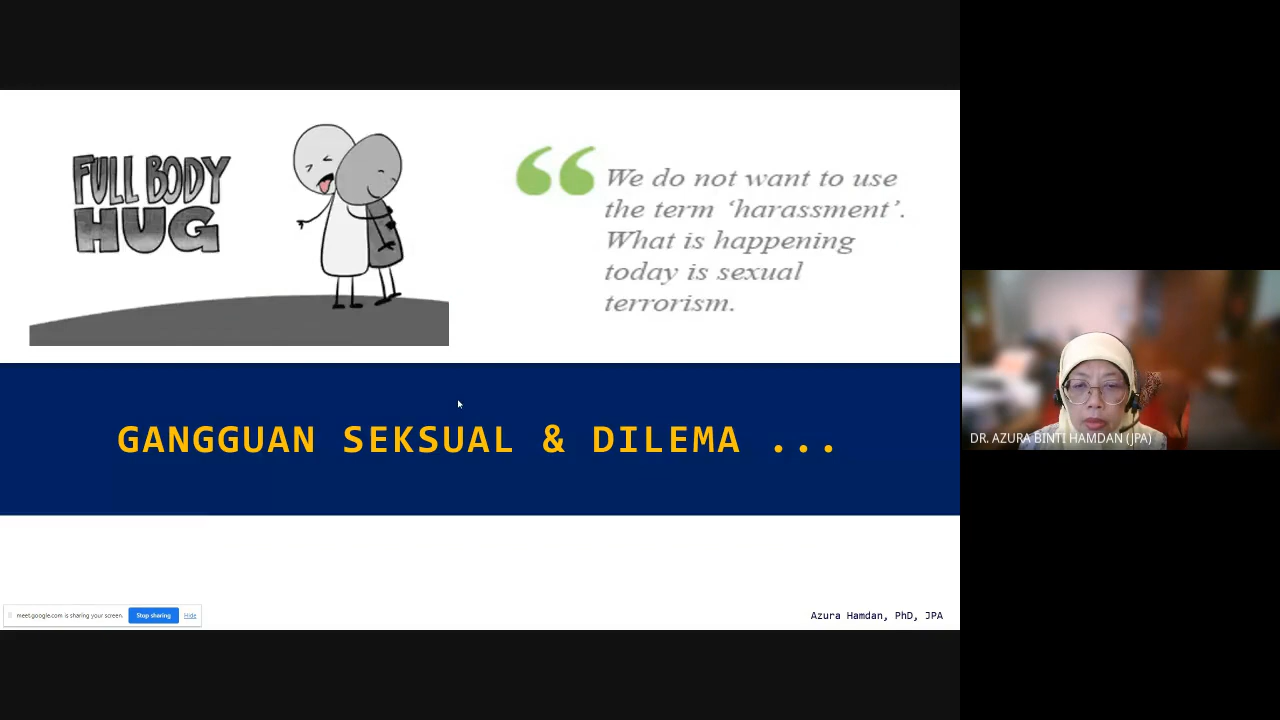 FULL BODY
HUG
“We do not want to use
the term ‘harassment’.
What is happening
today is sexual
terrorism.
GANGGUAN SEKSUAL & DILEMA ...
meet.google.com is sharing your screen. Stop sharing Hide
Azura Hamdan, PhD, JPA
DR. AZURA BINTI HAMDAN (JPA)